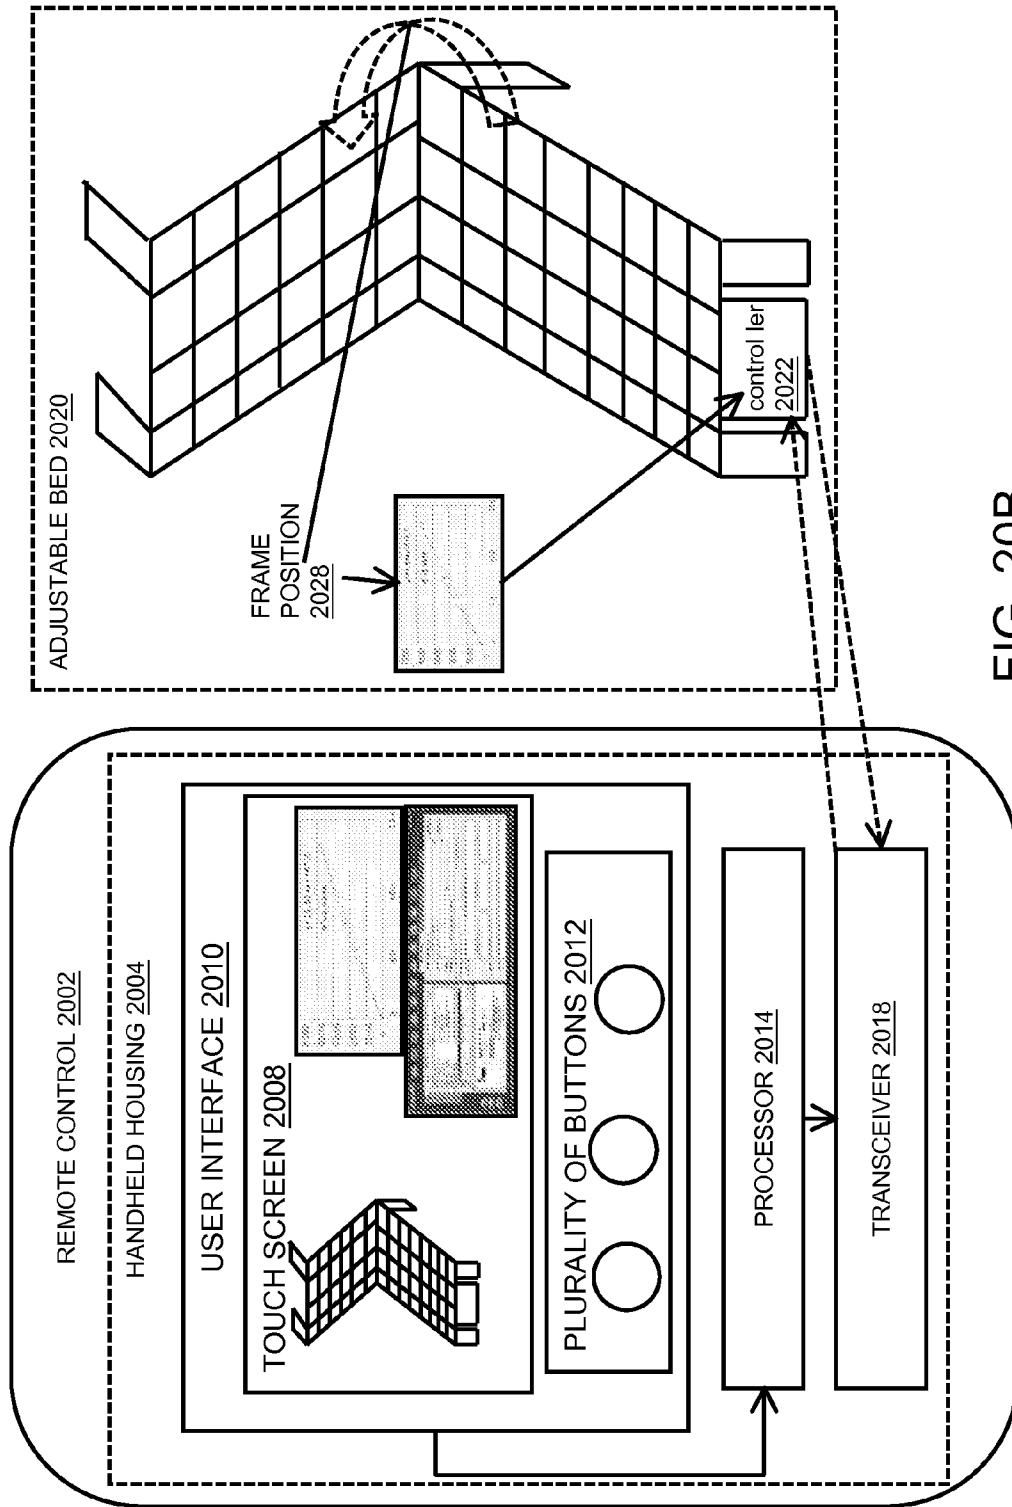 REMOTE CONTROL 2002
HANDHELD HOUSING 2004
USER INTERFACE 2010
TOUCH SCREEN 2008
PLURALITY OF BUTTONS 2012
PROCESSOR 2014
TRANSCEIVER 2018
ADJUSTABLE BED 2020
FRAME
POSITION
2028
control ler
2022
FIG. 20B